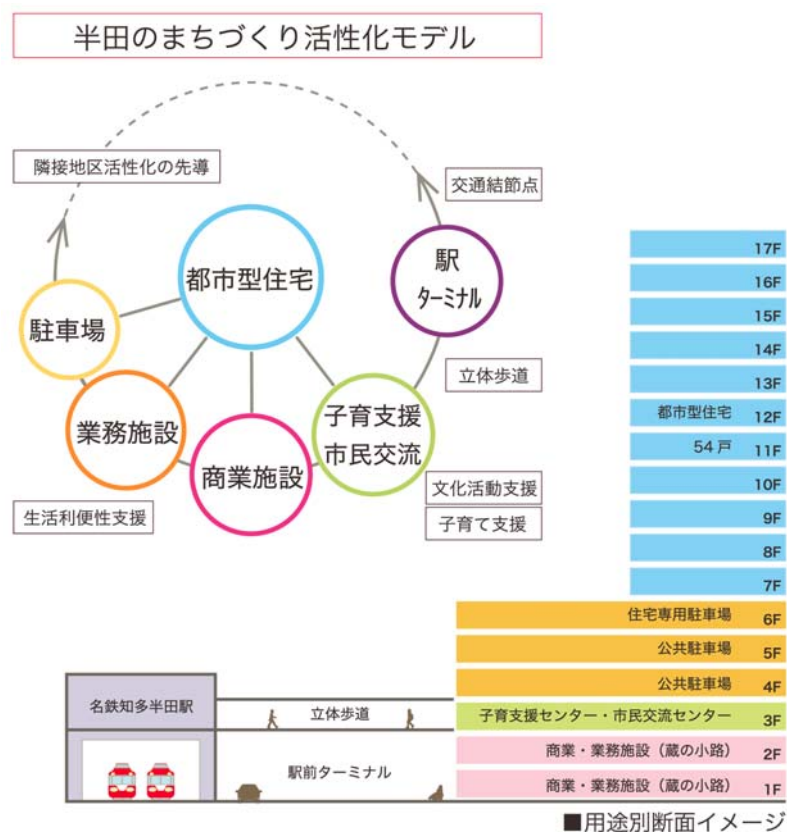 半田のまちづくり活性化モデル
隣接地区活性化の先導
交通結節点
都市型住宅
駅
ターミナル
駐車場
立体歩道
業務施設
子育支援
市民交流
商業施設
文化活動支援
生活利便性支援
子育て支援
17F
16F
15F
14F
13F
都市型住宅 12F
54戸 11F
10F
9F
8F
7F
住宅専用駐車場 6F
公共駐車場 5F
公共駐車場 4F
名鉄知多半田駅
立体歩道
子育支援センター・市民交流センター 3F
商業・業務施設（蔵の小路） 2F
駅前ターミナル
商業・業務施設（蔵の小路） 1F
■用途別断面イメージ